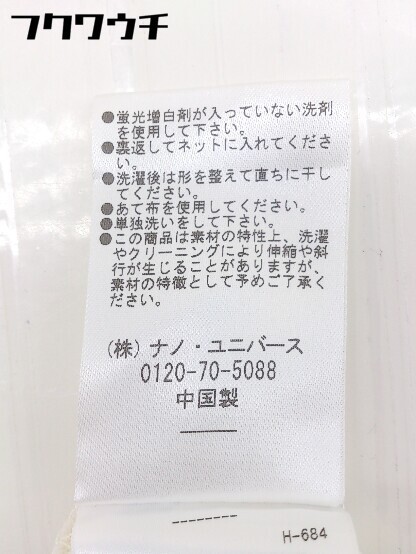 フクワウチ
●蛍光増白剤が入っていない洗剤
を使用して下さい。
●裏返してネットに入れてくださ
い。
●洗濯後は形を整えて直ちに干し
てください。
●あて布を使用してください。
●単独洗いをして下さい。
●この商品は素材の特性上、洗濯
やクリーニングにより伸縮や斜
行が生じることがありますが、
素材の特徴として予めご了承く
ださい。
(株)ナノ・ユニバース
0120-70-5088
中国製
H-684